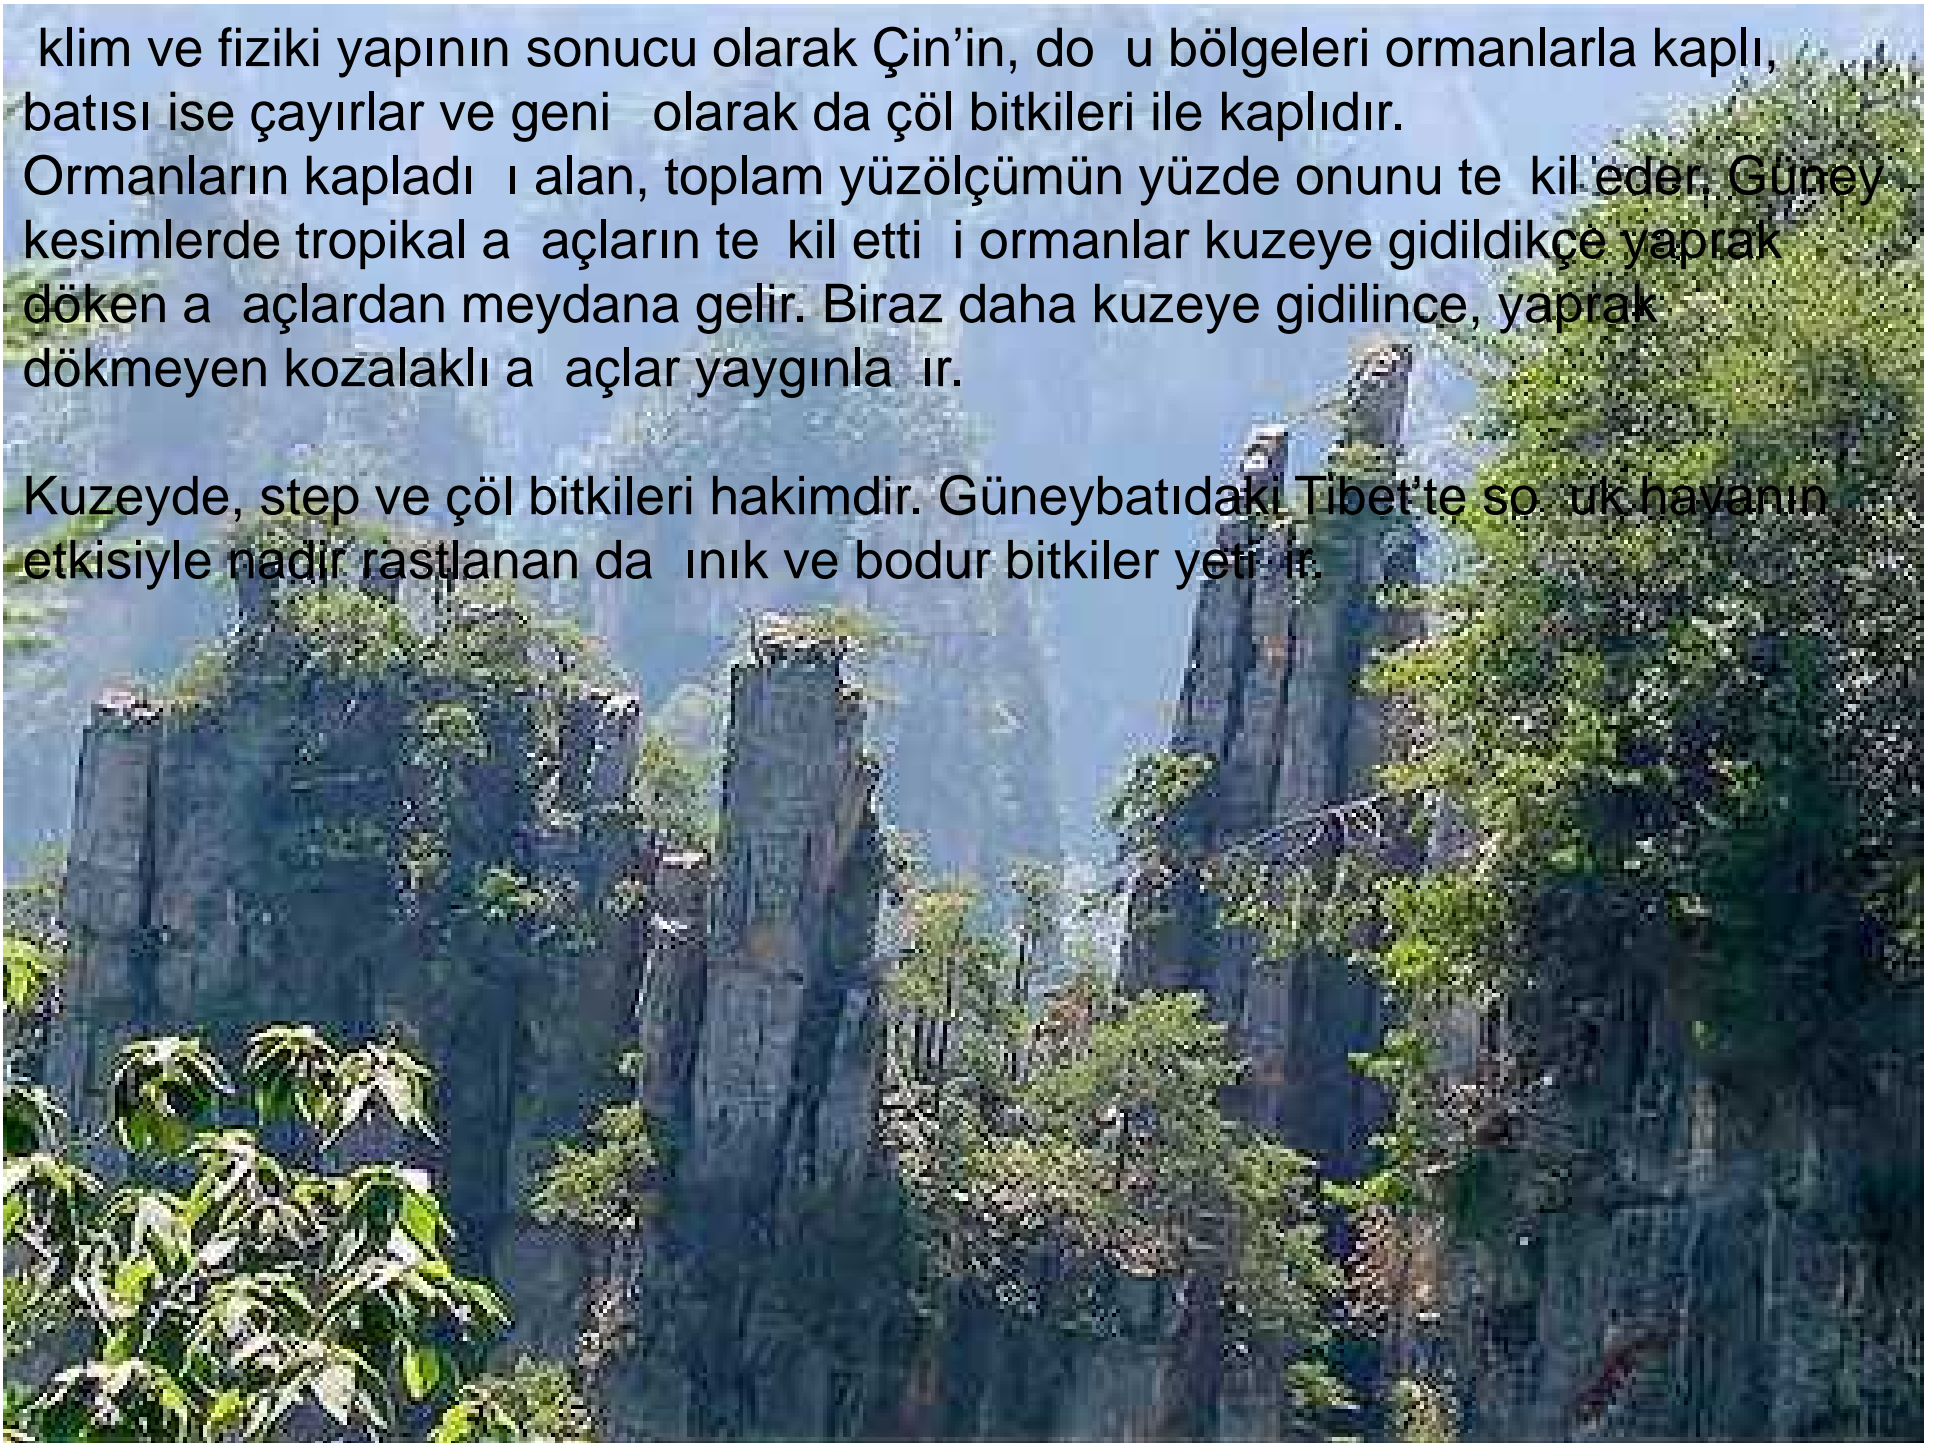 klim ve fiziki yapının sonucu olarak Çin’in, do u bölgeleri ormanlarla kaplı,
batısı ise çayırlar ve geni olarak da çöl bitkileri ile kaplıdır.
Ormanların kapladı ı alan, toplam yüzölçümün yüzde onunu te kil eder. Güney
kesimlerde tropikal a açların te kil etti i ormanlar kuzeye gidildikçe yaprak
döken a açlardan meydana gelir. Biraz daha kuzeye gidilince, yaprak
dökmeyen kozalaklı a açlar yaygınla ır.
Kuzeyde, step ve çöl bitkileri hakimdir. Güneybatıdaki Tibet’te so uk havanın
etkisiyle nadir rastlanan da ınık ve bodur bitkiler yeti ir.